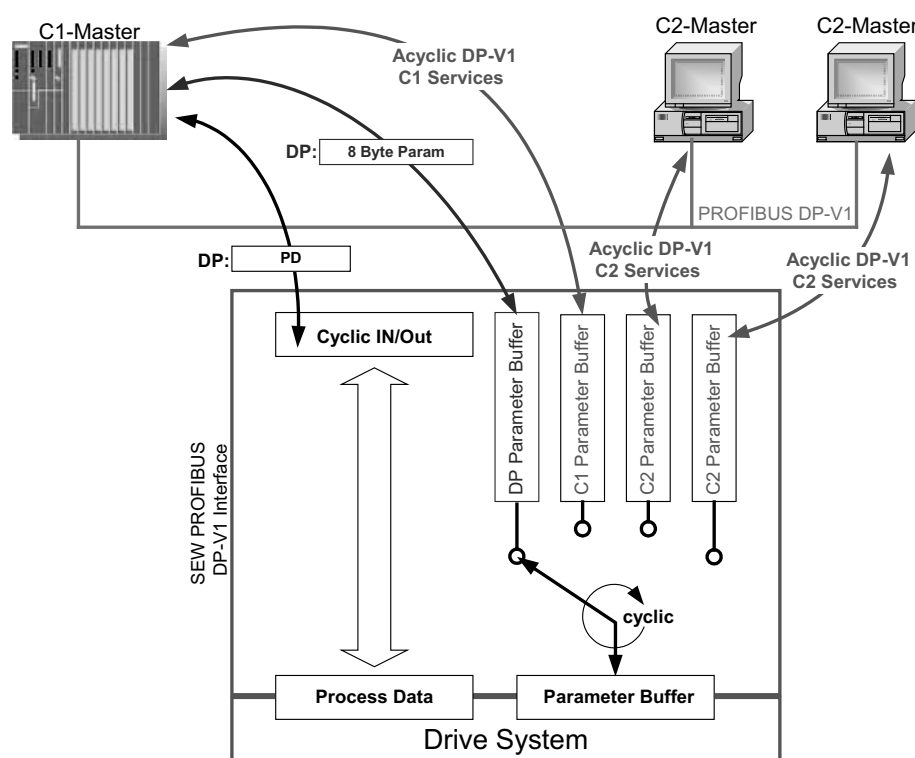 C1-Master
C2-Master
C2-Master
Acyclic DP-V1
C1 Services
DP: 8 Byte Param
PROFIBUS DP-V1
DP: PD
Acyclic DP-V1
C2 Services
Acyclic DP-V1
C2 Services
Cyclic IN/Out
DP Parameter Buffer
C1 Parameter Buffer
C2 Parameter Buffer
C2 Parameter Buffer
SEW PROFIBUS
DP-V1 Interface
cyclic
Process Data
Parameter Buffer
Drive System